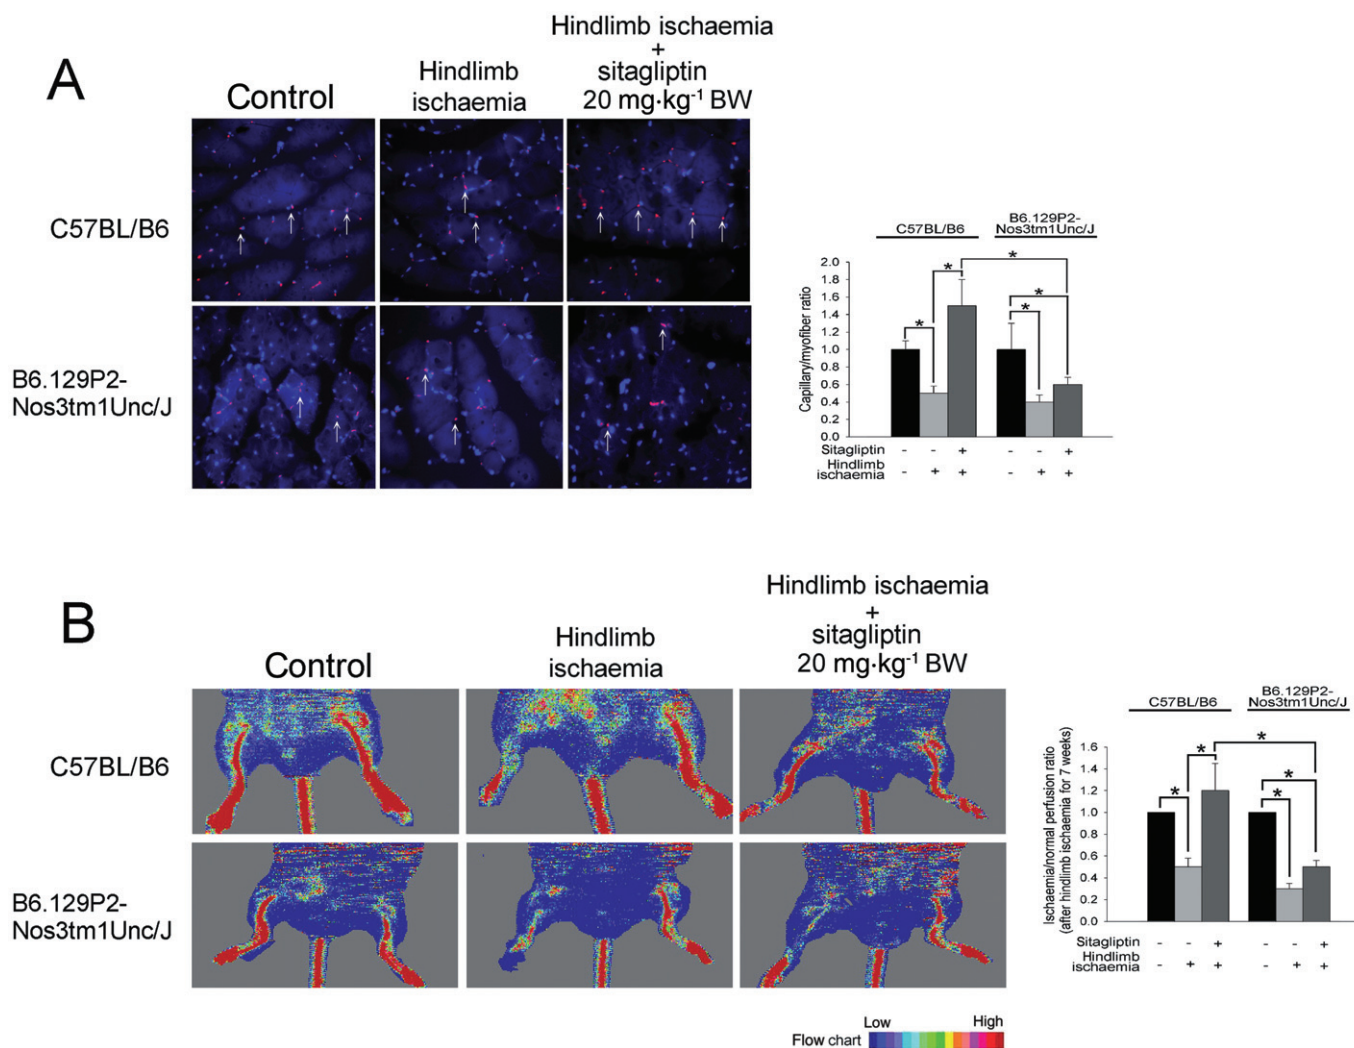 A
Control
Hindlimb
ischaemia
Hindlimb ischaemia
+
sitagliptin
20 mg·kg⁻¹ BW
C57BL/B6
B6.129P2-
Nos3tm1Unc/J
C57BL/B6
B6.129P2-
Nos3tm1Unc/J
Capillary/myofiber ratio
2.0
1.8
1.6
1.4
1.2
1.0
0.8
0.6
0.4
0.2
0.0
* * * * *
Sitagliptin - - + - - +
Hindlimb
ischaemia - + + - + +
B
Control
Hindlimb
ischaemia
Hindlimb ischaemia
+
sitagliptin
20 mg·kg⁻¹ BW
C57BL/B6
B6.129P2-
Nos3tm1Unc/J
C57BL/B6
B6.129P2-
Nos3tm1Unc/J
Ischaemia/normal perfusion ratio
(after hindlimb ischaemia for 7 weeks)
1.6
1.4
1.2
1.0
0.8
0.6
0.4
0.2
0.0
* * * * *
Sitagliptin - - + - - +
Hindlimb
ischaemia - + + - + +
Low High
Flow chart